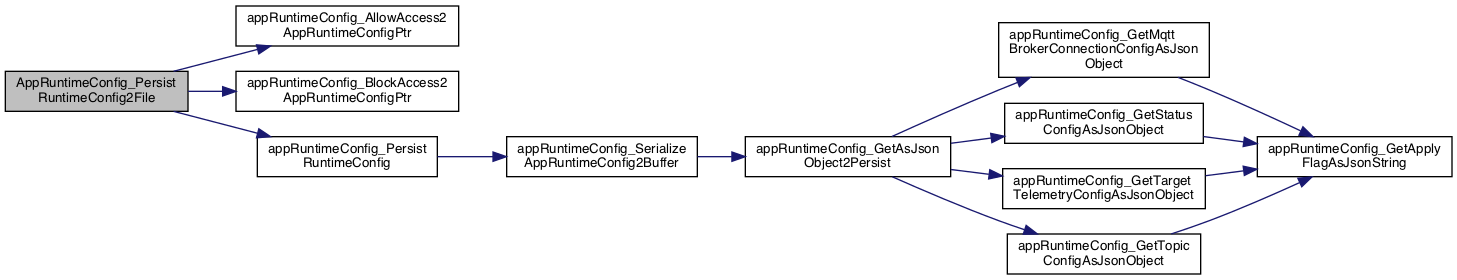 AppRuntimeConfig_Persist
RuntimeConfig2File
appRuntimeConfig_AllowAccess2
AppRuntimeConfigPtr
appRuntimeConfig_BlockAccess2
AppRuntimeConfigPtr
appRuntimeConfig_Persist
RuntimeConfig
appRuntimeConfig_Serialize
AppRuntimeConfig2Buffer
appRuntimeConfig_GetAsJson
Object2Persist
appRuntimeConfig_GetMqtt
BrokerConnectionConfigAsJson
Object
appRuntimeConfig_GetStatus
ConfigAsJsonObject
appRuntimeConfig_GetTarget
TelemetryConfigAsJsonObject
appRuntimeConfig_GetTopic
ConfigAsJsonObject
appRuntimeConfig_GetApply
FlagAsJsonString